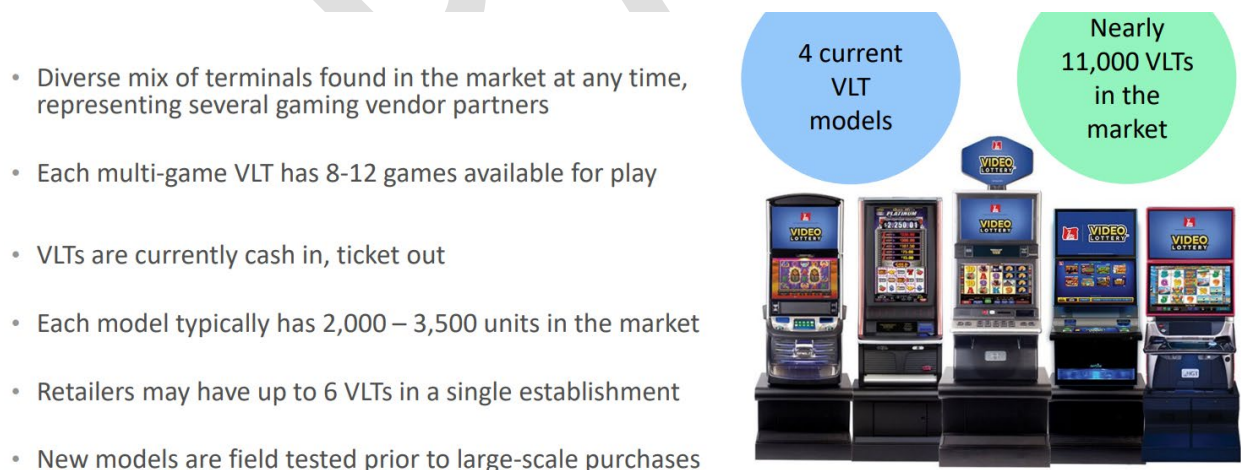 • Diverse mix of terminals found in the market at any time,
representing several gaming vendor partners
• Each multi-game VLT has 8-12 games available for play
• VLTs are currently cash in, ticket out
• Each model typically has 2,000 – 3,500 units in the market
• Retailers may have up to 6 VLTs in a single establishment
• New models are field tested prior to large-scale purchases
4 current
VLT
models
Nearly
11,000 VLTs
in the
market
VIDEO
LOTTERY
PLATINUM
VIDEO
LOTTERY
VIDEO
LOTTERY
VIDEO
LOTTERY
VIDEO
LOTTERY